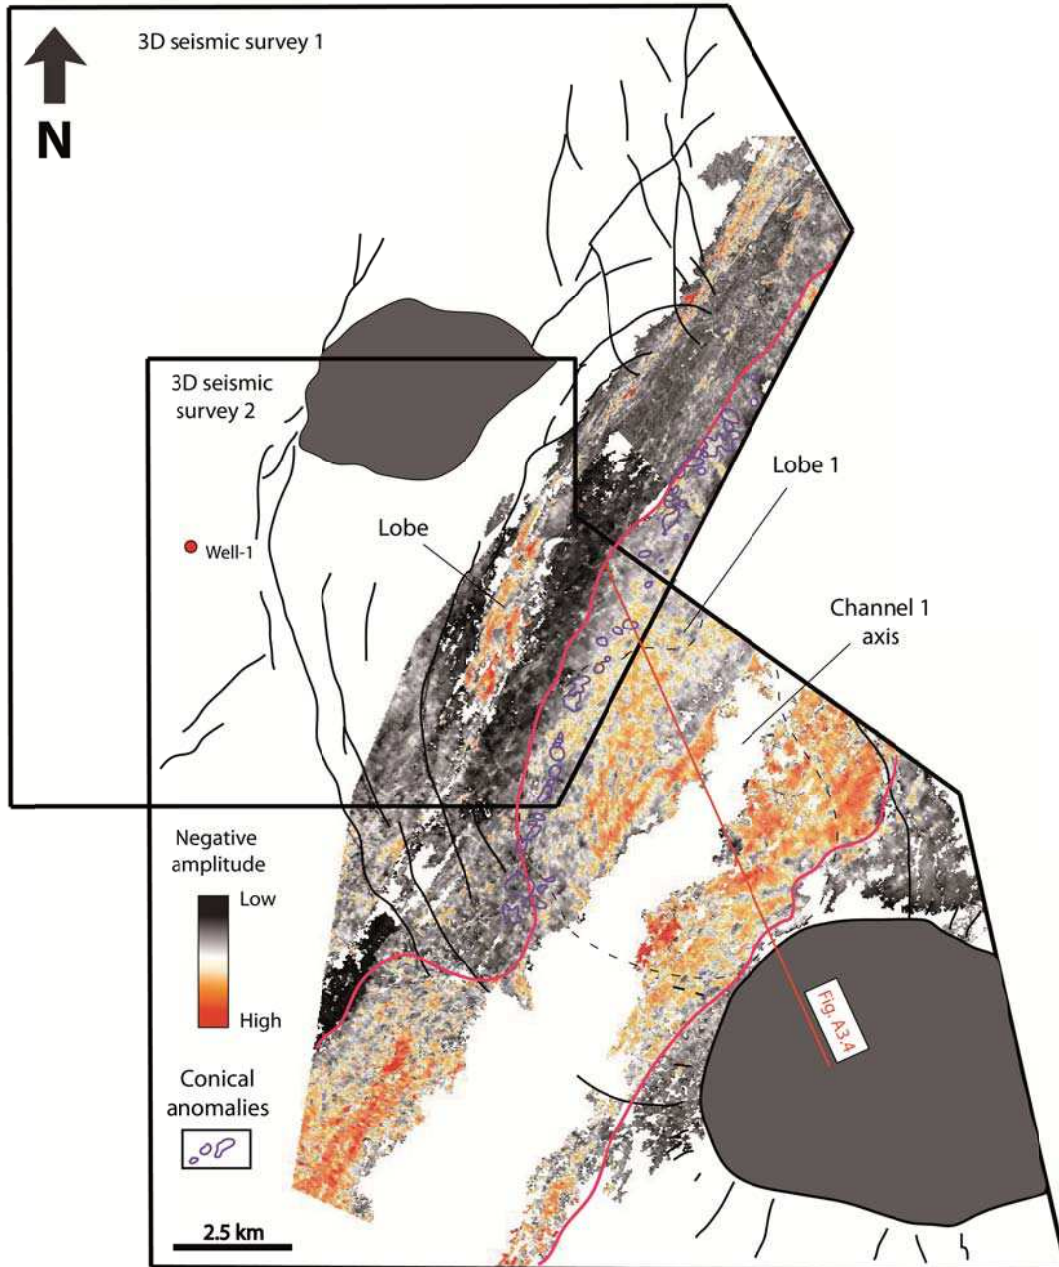 3D seismic survey 1
N
3D seismic
survey 2
Lobe 1
Lobe
Well-1
Channel 1
axis
Negative
amplitude
Low
High
Fig. A3.4
Conical
anomalies
2.5 km